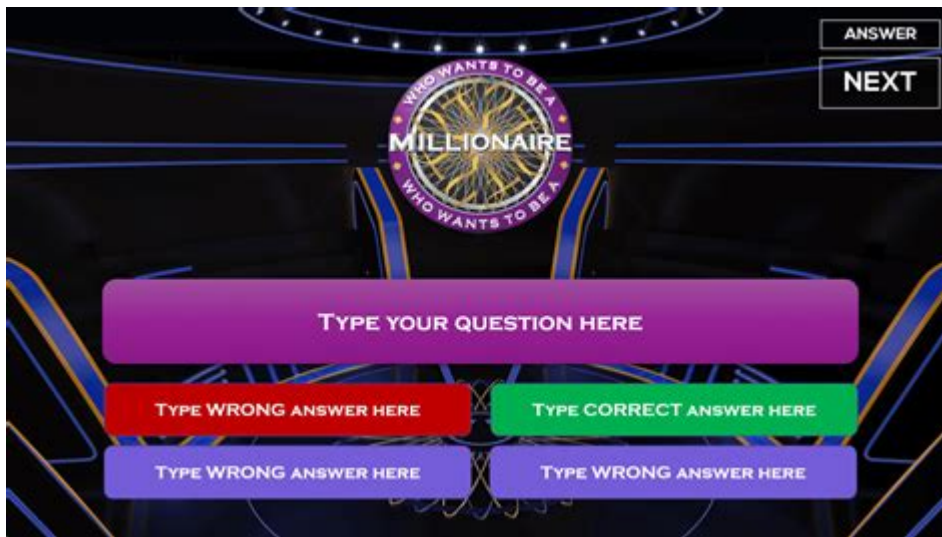 ANSWER
NEXT
WHO WANTS TO BE A
MILLIONAIRE
WHO WANTS TO BE A
TYPE YOUR QUESTION HERE
TYPE WRONG ANSWER HERE
TYPE CORRECT ANSWER HERE
TYPE WRONG ANSWER HERE
TYPE WRONG ANSWER HERE